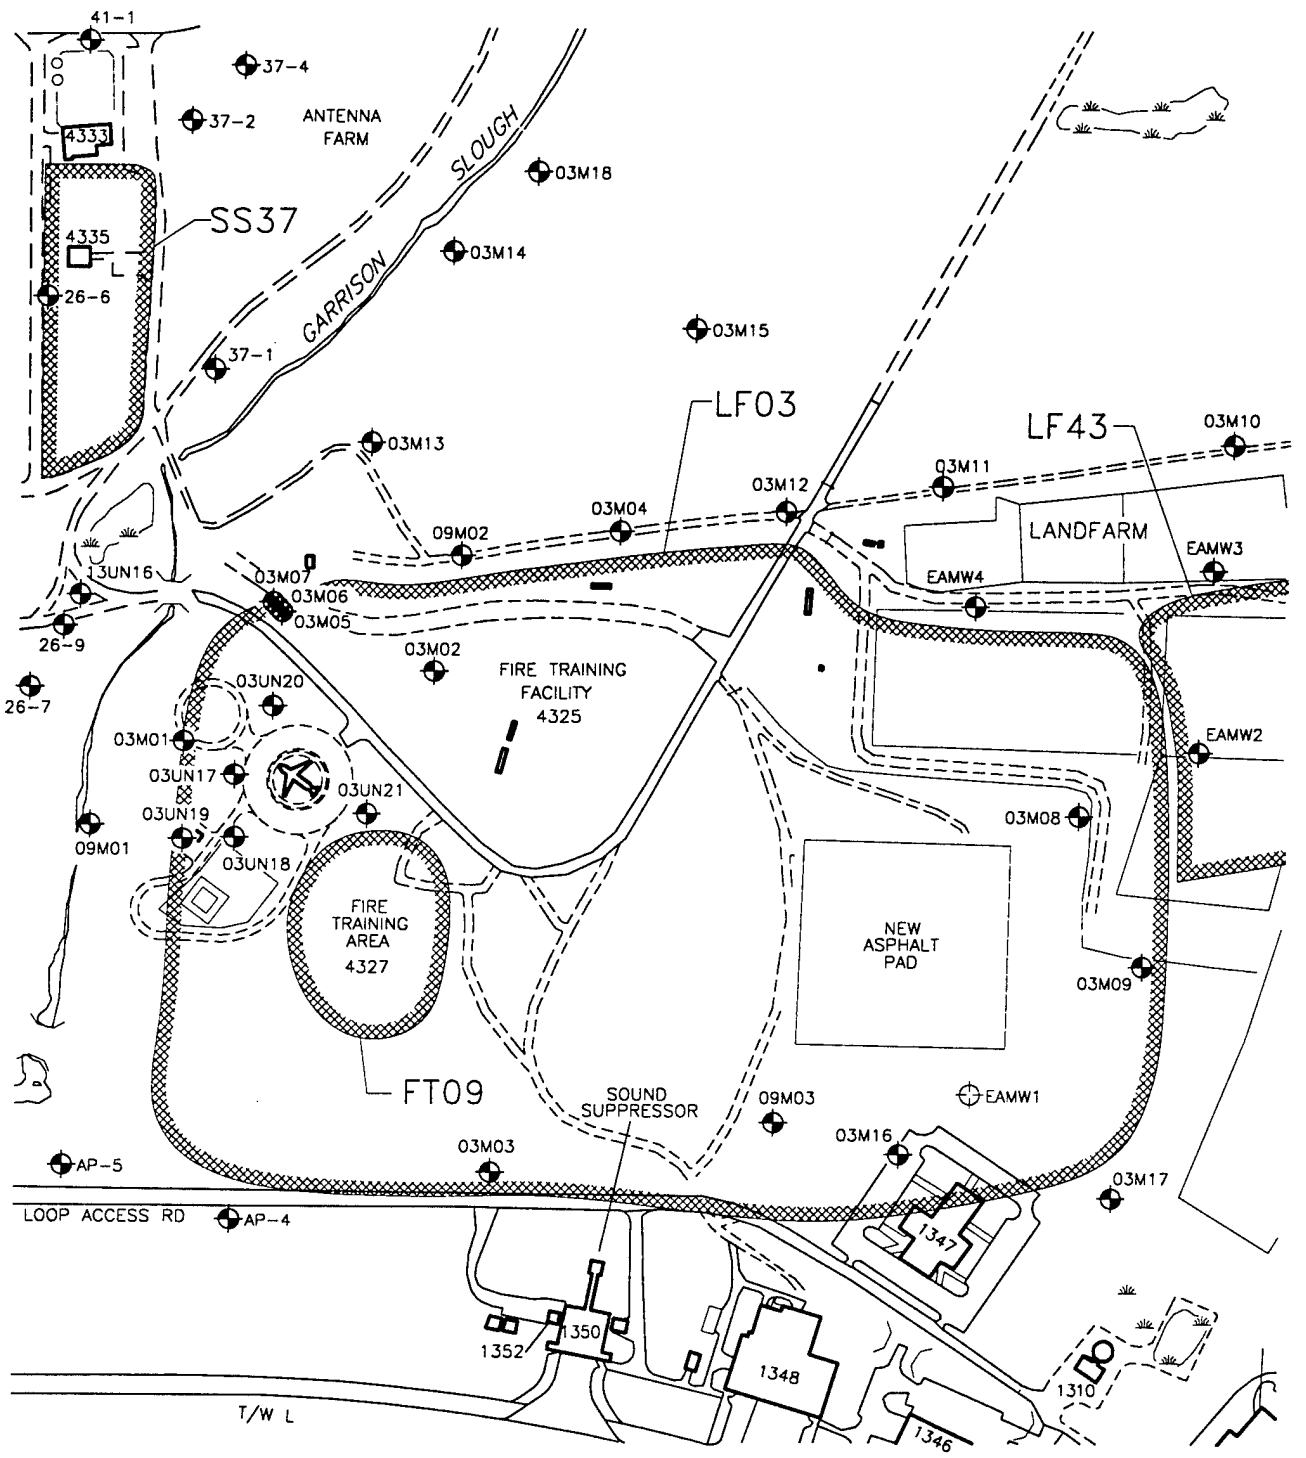 41-1
37-4
37-2
ANTENNA
FARM
4333
SLOUGH
03M18
SS37
4335
L
03M14
GARRISON
26-6
03M15
37-1
LF03
LF43
03M10
03M13
03M11
03M12
03M04
LANDFARM
09M02
EAMW3
13UN16
03M07
03M06
03M05
EAMW4
26-9
03M02
FIRE TRAINING
FACILITY
4325
26-7
03UN20
03M01
EAMW2
03UN17
03UN21
03UN19
03M08
09M01
03UN18
FIRE
TRAINING
AREA
4327
NEW
ASPHALT
PAD
03M09
FT09
SOUND
SUPPRESSOR
09M03
EAMW1
03M16
03M03
AP-5
03M17
LOOP ACCESS RD
AP-4
1347
1350
1352
1348
1310
T/W L
1346